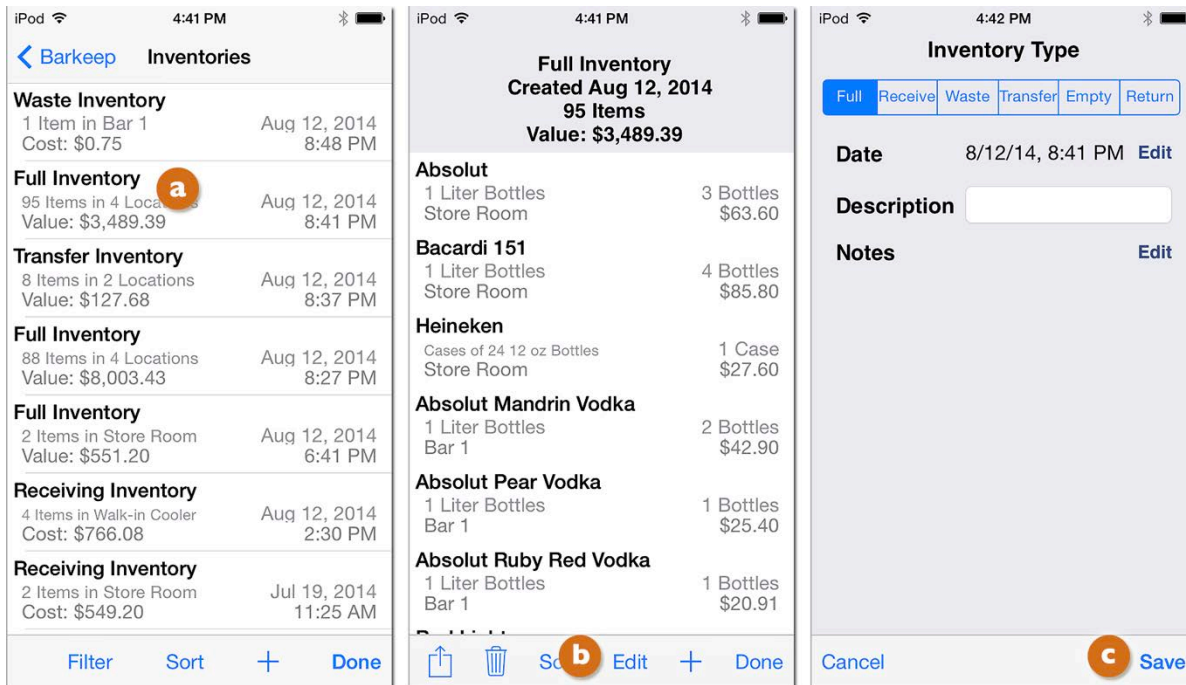 iPod 4:41 PM
Barkeep Inventories
Waste Inventory
1 Item in Bar 1 Aug 12, 2014
Cost: $0.75 8:48 PM
Full Inventory
a
95 Items in 4 Aug 12, 2014
Value: $3,489.39 8:41 PM
Transfer Inventory
8 Items in 2 Locations Aug 12, 2014
Value: $127.68 8:37 PM
Full Inventory
88 Items in 4 Locations Aug 12, 2014
Value: $8,003.43 8:27 PM
Full Inventory
2 Items in Store Room Aug 12, 2014
Value: $551.20 6:41 PM
Receiving Inventory
4 Items in Walk-in Cooler Aug 12, 2014
Cost: $766.08 2:30 PM
Receiving Inventory
2 Items in Store Room Jul 19, 2014
Cost: $549.20 11:25 AM
Filter Sort + Done
iPod 4:41 PM
Full Inventory
Created Aug 12, 2014
95 Items
Value: $3,489.39
Absolut
1 Liter Bottles 3 Bottles
Store Room $63.60
Bacardi 151
1 Liter Bottles 4 Bottles
Store Room $85.80
Heineken
Cases of 24 12 oz Bottles 1 Case
Store Room $27.60
Absolut Mandrin Vodka
1 Liter Bottles 2 Bottles
Bar 1 $42.90
Absolut Pear Vodka
1 Liter Bottles 1 Bottles
Bar 1 $25.40
Absolut Ruby Red Vodka
1 Liter Bottles 1 Bottles
Bar 1 $20.91
b Edit + Done
iPod 4:42 PM
Inventory Type
Full Receive Waste Transfer Empty Return
Date 8/12/14, 8:41 PM Edit
Description
Notes Edit
Cancel c Save